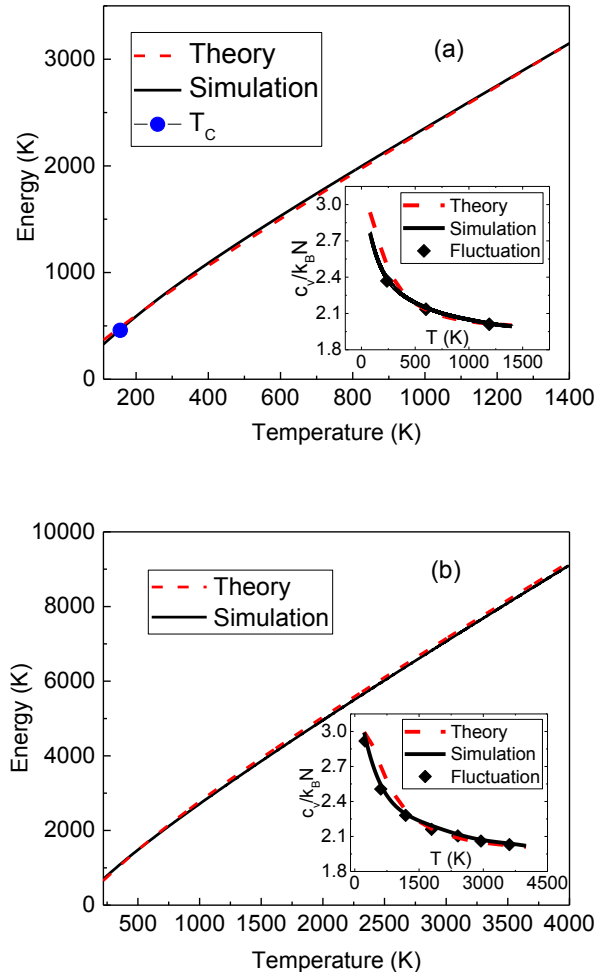 3000
2000
1000
0
Energy (K)
Theory
Simulation
T_C
(a)
3.0
2.7
2.4
2.1
1.8
c_v/k_BN
Theory
Simulation
Fluctuation
T (K)
0 500 1000 1500
200 400 600 800 1000 1200 1400
Temperature (K)
10000
8000
6000
4000
2000
0
Energy (K)
Theory
Simulation
(b)
3.0
2.7
2.4
2.1
1.8
c_v/k_BN
Theory
Simulation
Fluctuation
T (K)
0 1500 3000 4500
500 1000 1500 2000 2500 3000 3500 4000
Temperature (K)